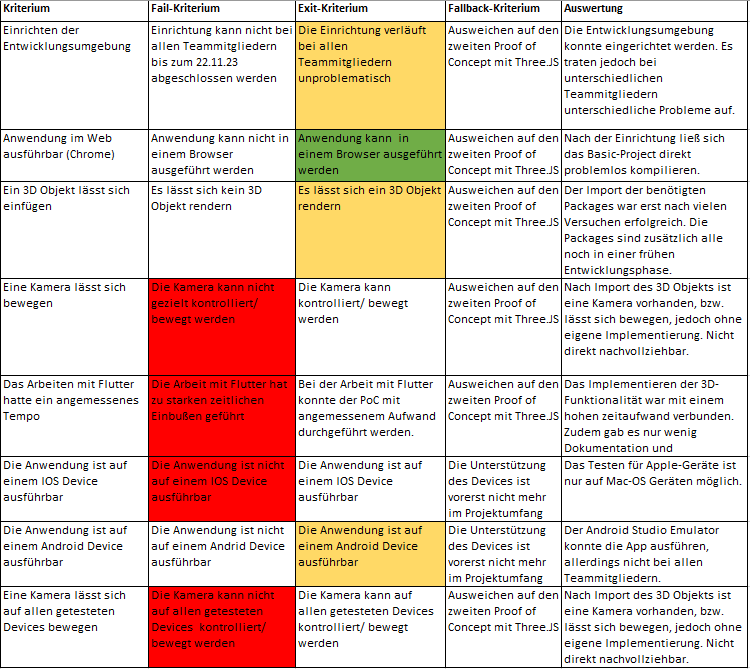 Kriterium
Fail-Kriterium
Exit-Kriterium
Fallback-Kriterium
Auswertung
Einrichten der
Entwicklungsumgebung
Einrichtung kann nicht bei
allen Teammitgliedern
bis zum 22.11.23
abgeschlossen werden
Die Einrichtung verläuft
bei allen
Teammitgliedern
unproblematisch
Ausweichen auf den
zweiten Proof of
Concept mit Three.JS
Die Entwicklungsumgebung
konnte eingerichtet werden. Es
traten jedoch bei
unterschiedlichen
Teammitgliedern
unterschiedliche Probleme auf.
Anwendung im Web
ausführbar (Chrome)
Anwendung kann nicht in
einem Browser
ausgeführt werden
Anwendung kann in
einem Browser ausgeführt
werden
Ausweichen auf den
zweiten Proof of
Concept mit Three.JS
Nach der Einrichtung ließ sich
das Basic-Project direkt
problemlos kompilieren.
Ein 3D Objekt lässt sich
einfügen
Es lässt sich kein 3D
Objekt rendern
Es lässt sich ein 3D Objekt
rendern
Ausweichen auf den
zweiten Proof of
Concept mit Three.JS
Der Import der benötigten
Packages war erst nach vielen
Versuchen erfolgreich. Die
Packages sind zusätzlich alle
noch in einer frühen
Entwicklungsphase.
Eine Kamera lässt sich
bewegen
Die Kamera kann nicht
gezielt kontrolliert/
bewegt werden
Die Kamera kann
kontrolliert/ bewegt
werden
Ausweichen auf den
zweiten Proof of
Concept mit Three.JS
Nach Import des 3D Objekts ist
eine Kamera vorhanden, bzw.
lässt sich bewegen, jedoch ohne
eigene Implementierung. Nicht
direkt nachvollziehbar.
Das Arbeiten mit Flutter
hatte ein angemessenes
Tempo
Die Arbeit mit Flutter hat
zu starken zeitlichen
Einbußen geführt
Bei der Arbeit mit Flutter
konnte der PoC mit
angemessenem Aufwand
durchgeführt werden.
Ausweichen auf den
zweiten Proof of
Concept mit Three.JS
Das Implementieren der 3D-
Funktionalität war mit einem
hohen zeitaufwand verbunden.
Zudem gab es nur wenig
Dokumentation und
Die Anwendung ist auf
einem IOS Device
ausführbar
Die Anwendung ist nicht
auf einem IOS Device
ausführbar
Die Anwendung ist auf
einem IOS Device
ausführbar
Die Unterstützung
des Devices ist
vorerst nicht mehr
im Projektumfang
Das Testen für Apple-Geräte ist
nur auf Mac-OS Geräten möglich.
Die Anwendung ist auf
einem Android Device
ausführbar
Die Anwendung ist nicht
auf einem Andrid Device
ausführbar
Die Anwendung ist auf
einem Android Device
ausführbar
Die Unterstützung
des Devices ist
vorerst nicht mehr
im Projektumfang
Der Android Studio Emulator
konnte die App ausführen,
allerdings nicht bei allen
Teammitgliedern.
Eine Kamera lässt sich
auf allen getesteten
Devices bewegen
Die Kamera kann nicht
auf allen getesteten
Devices kontrolliert/
bewegt werden
Die Kamera kann auf
allen getesteten Devices
kontrolliert/ bewegt
werden
Ausweichen auf den
zweiten Proof of
Concept mit Three.JS
Nach Import des 3D Objekts ist
eine Kamera vorhanden, bzw.
lässt sich bewegen, jedoch ohne
eigene Implementierung. Nicht
direkt nachvollziehbar.